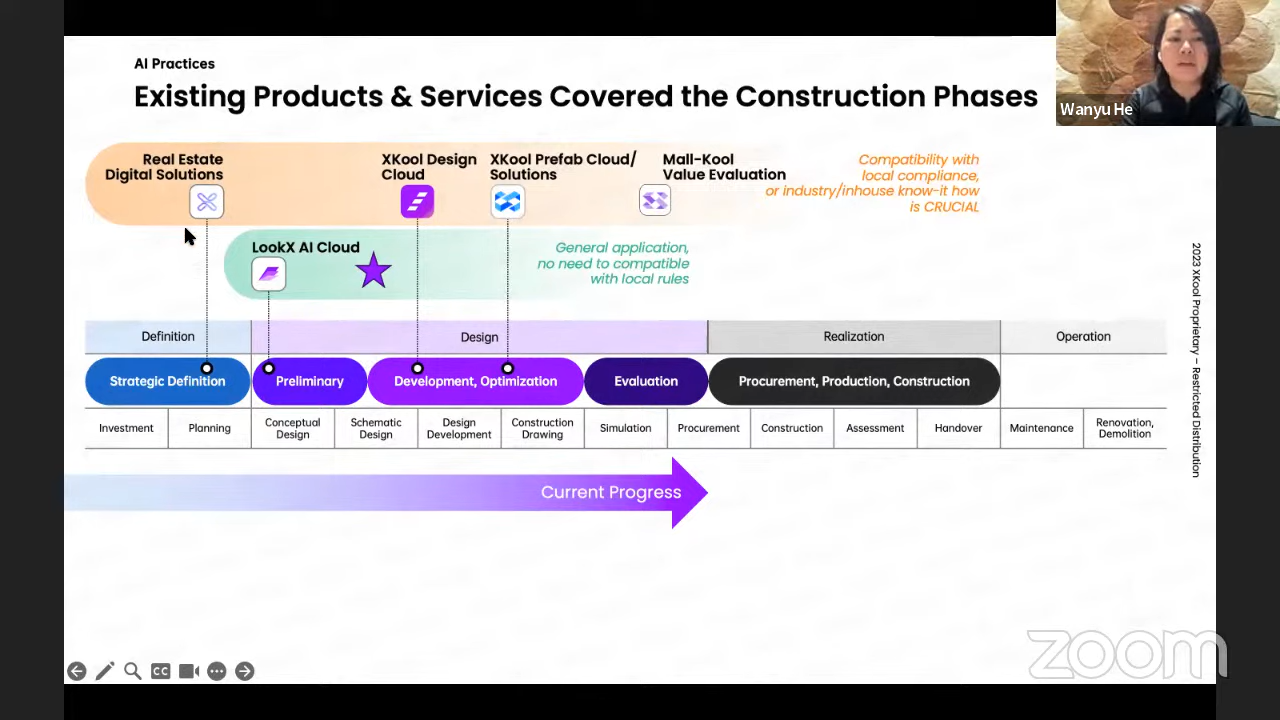 AI Practices
Existing Products & Services Covered the Construction Phases
Wanyu He
Real Estate
Digital Solutions
XKool Design
Cloud
XKool Prefab Cloud/
Solutions
Mall-Kool
Value Evaluation
Compatibility with
local compliance,
or industry/inhouse know-it how
is CRUCIAL
LookX AI Cloud
General application,
no need to compatible
with local rules
Definition
Design
Realization
Operation
Strategic Definition
Preliminary
Development, Optimization
Evaluation
Procurement, Production, Construction
Investment
Planning
Conceptual
Design
Schematic
Design
Design
Development
Construction
Drawing
Simulation
Procurement
Construction
Assessment
Handover
Maintenance
Renovation,
Demolition
Current Progress
2023 XKool Proprietary – Restricted Distribution
CC
zoom